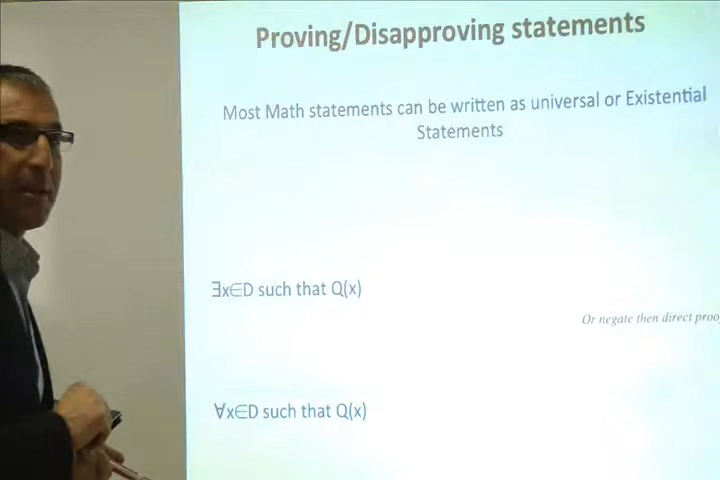 Proving/Disapproving statements
Most Math statements can be written as universal or Existential
Statements
∃x∈D such that Q(x)
Or negate then direct
∀x∈D such that Q(x)